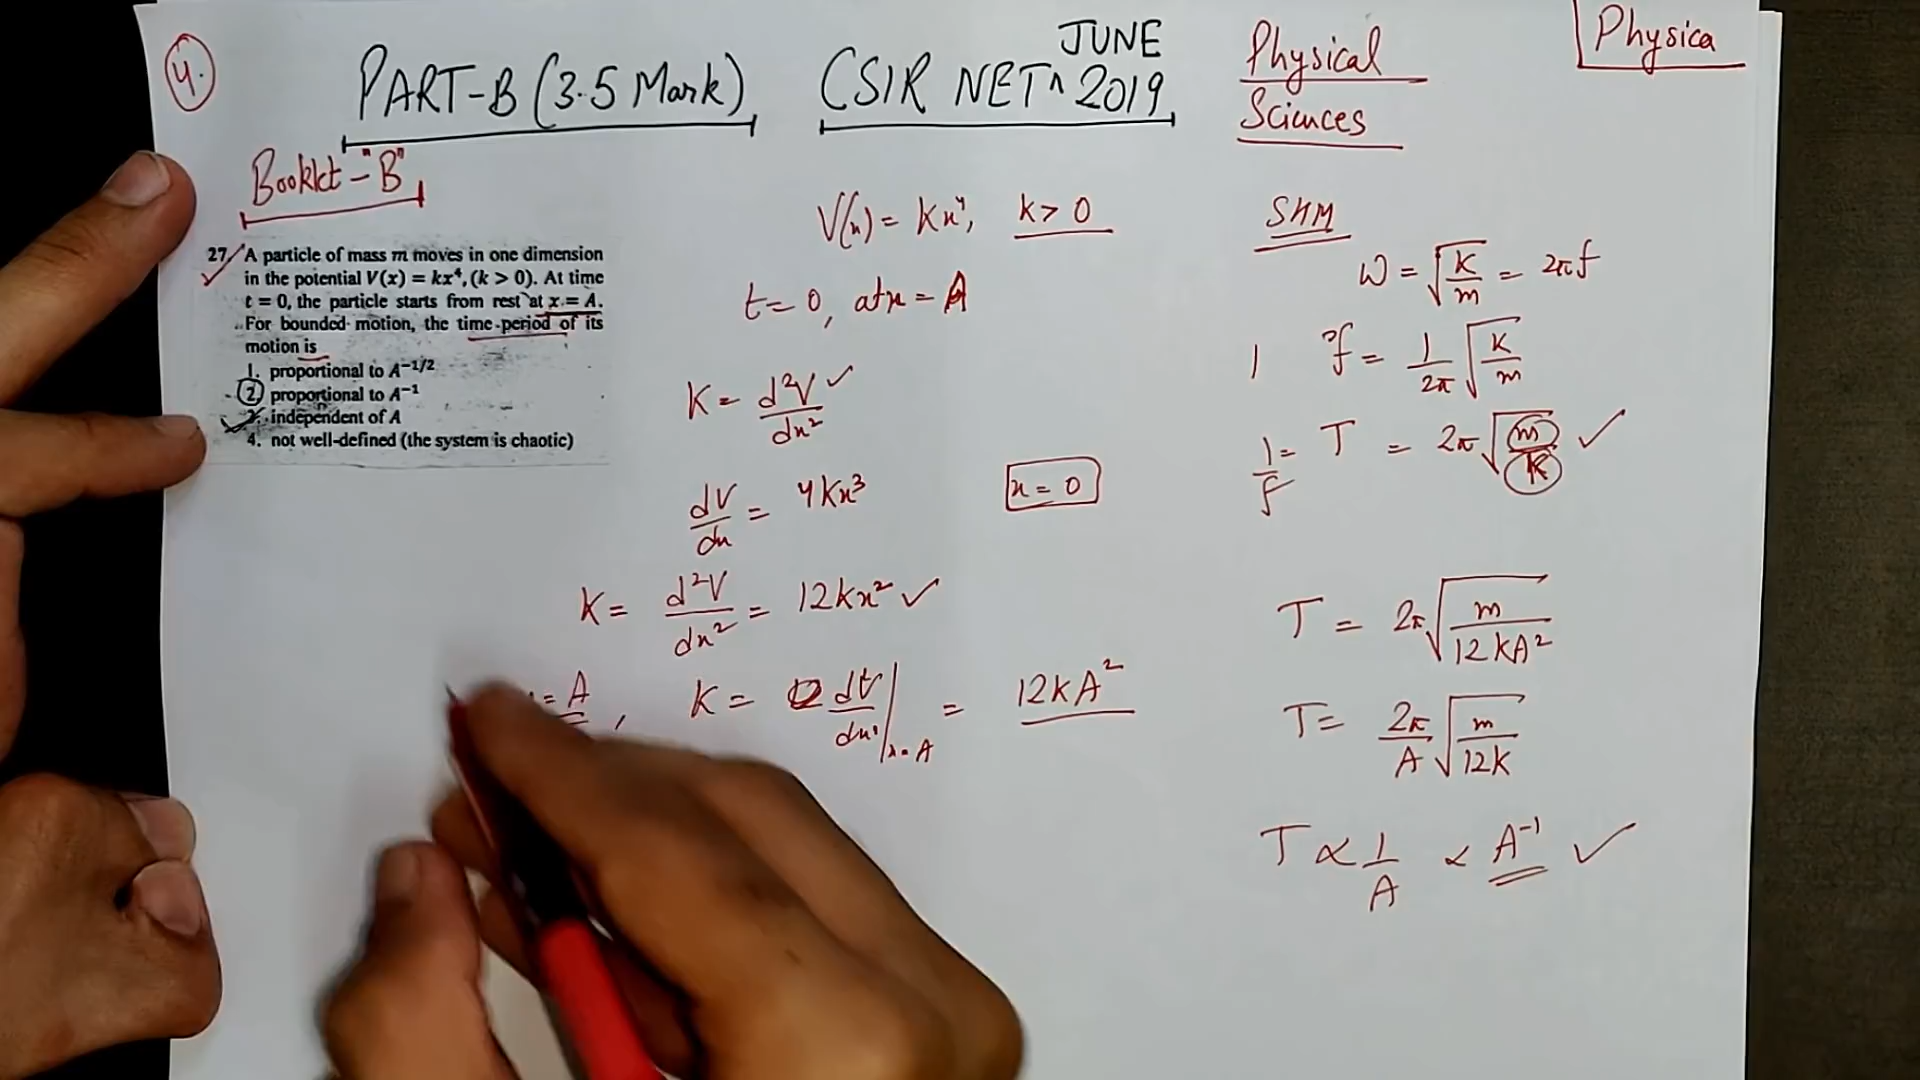 4.
PART-B (3.5 Mark)
CSIR NET^ 2019
JUNE
Physical
Sciences
Physica
Booklet-"B"
27. A particle of mass m moves in one dimension
in the potential V(x) = kx⁴, (k > 0). At time
t = 0, the particle starts from rest at x = A.
For bounded motion, the time period of its
motion is
1. proportional to A⁻¹/²
2. proportional to A⁻¹
3. independent of A
4. not well-defined (the system is chaotic)
V(x) = kx⁴, k > 0
t = 0, at x = A
K = d²V/dx² ✓
dV/dx = 4kx³
x = 0
K = d²V/dx² = 12kx² ✓
= A, K = dV/dx |x=A = 12kA²
SHM
ω = √(k/m) = 2πf
1 f = 1/2π √(k/m)
1/f = T = 2π √(m/k) ✓
T = 2π √(m/12kA²)
T = 2π/A √(m/12k)
T ∝ 1/A ∝ A⁻¹ ✓